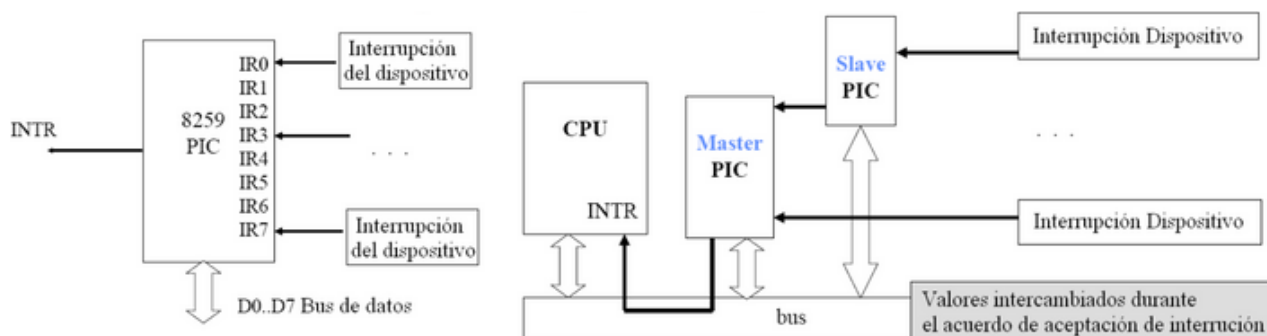 Interrupción
del dispositivo
IR0
IR1
IR2
IR3
IR4
IR5
IR6
IR7
8259
PIC
INTR
. . .
Interrupción
del dispositivo
D0..D7 Bus de datos
CPU
INTR
Master
PIC
Slave
PIC
Interrupción Dispositivo
. . .
Interrupción Dispositivo
bus
Valores intercambiados durante
el acuerdo de aceptación de interrución